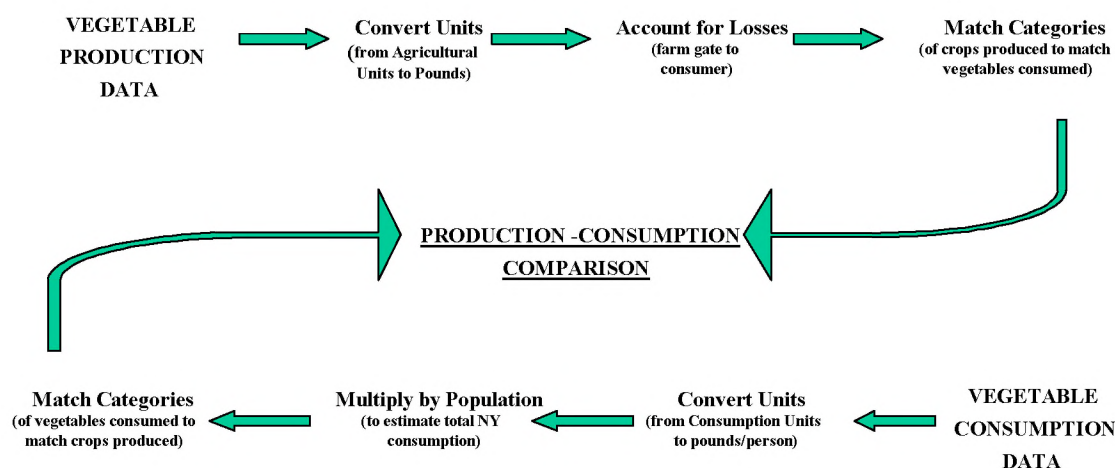 VEGETABLE
PRODUCTION
DATA
Convert Units
(from Agricultural
Units to Pounds)
Account for Losses
(farm gate to
consumer)
Match Categories
(of crops produced to match
vegetables consumed)
PRODUCTION -CONSUMPTION
COMPARISON
Match Categories
(of vegetables consumed to
match crops produced)
Multiply by Population
(to estimate total NY
consumption)
Convert Units
(from Consumption Units
to pounds/person)
VEGETABLE
CONSUMPTION
DATA